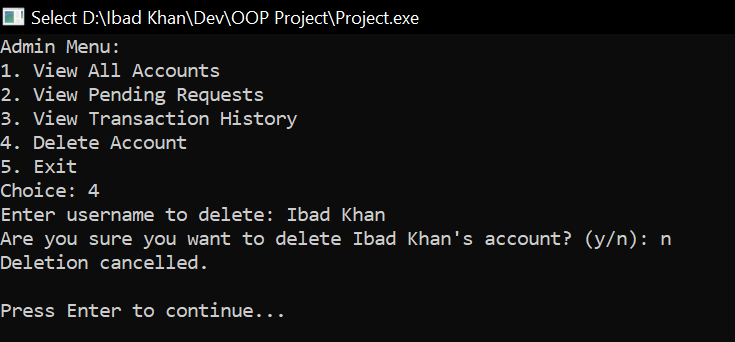 Select D:\Ibad Khan\Dev\OOP Project\Project.exe
Admin Menu:
1. View All Accounts
2. View Pending Requests
3. View Transaction History
4. Delete Account
5. Exit
Choice: 4
Enter username to delete: Ibad Khan
Are you sure you want to delete Ibad Khan's account? (y/n): n
Deletion cancelled.
Press Enter to continue...